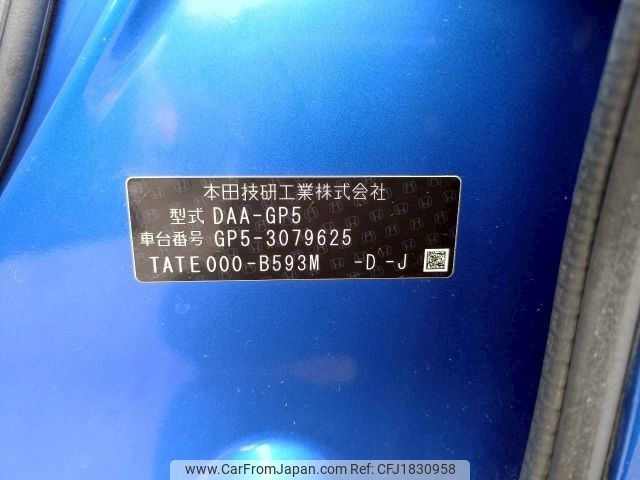 本田技研工業株式会社
型式 DAA-GP5
車台番号 GP5-3079625
TATE000-B593M -D -J
www.CarFromJapan.com Ref:CFJ1830958